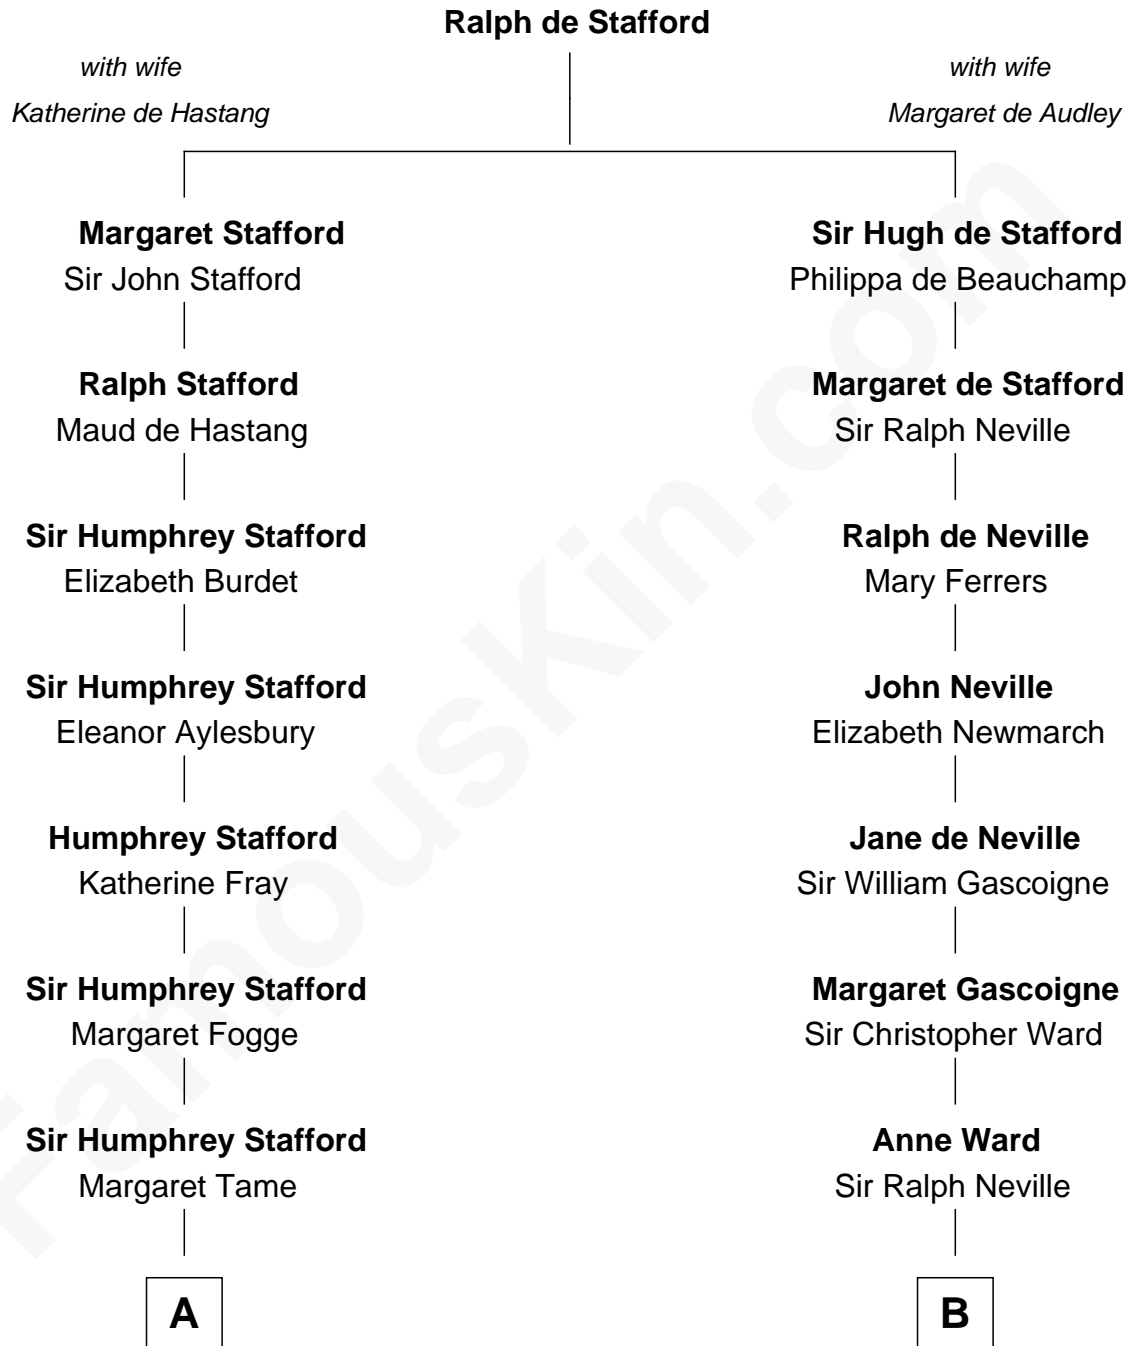 Ralph de Stafford
with wife
Katherine de Hastang
with wife
Margaret de Audley
Margaret Stafford
Sir John Stafford
Sir Hugh de Stafford
Philippa de Beauchamp
Ralph Stafford
Maud de Hastang
Margaret de Stafford
Sir Ralph Neville
Sir Humphrey Stafford
Elizabeth Burdet
Ralph de Neville
Mary Ferrers
Sir Humphrey Stafford
Eleanor Aylesbury
John Neville
Elizabeth Newmarch
Humphrey Stafford
Katherine Fray
Jane de Neville
Sir William Gascoigne
Sir Humphrey Stafford
Margaret Fogge
Margaret Gascoigne
Sir Christopher Ward
Sir Humphrey Stafford
Margaret Tame
Anne Ward
Sir Ralph Neville
A
B
FamousKin.com